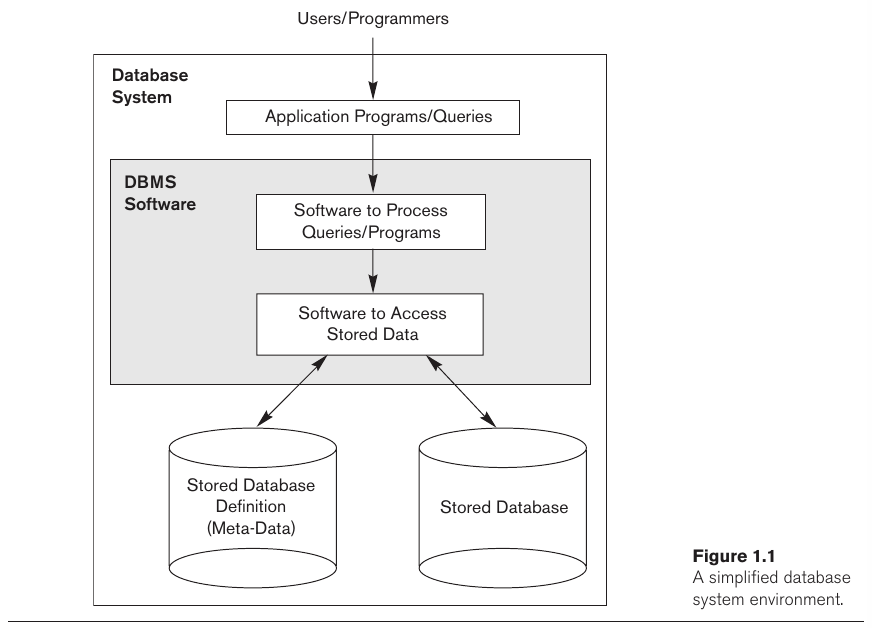 Users/Programmers
Database
System
Application Programs/Queries
DBMS
Software
Software to Process
Queries/Programs
Software to Access
Stored Data
Stored Database
Definition
(Meta-Data)
Stored Database
Figure 1.1
A simplified database
system environment.